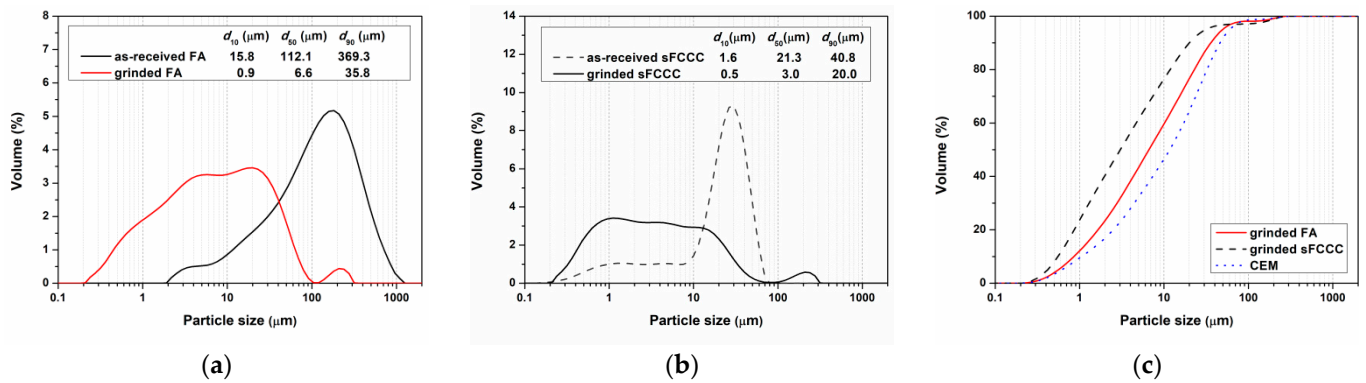 8
7
6
5
4
3
2
1
0
Volume (%)
d10 (μm) d50 (μm) d90 (μm)
as-received FA 15.8 112.1 369.3
grinded FA 0.9 6.6 35.8
0.1 1 10 100 1000
Particle size (μm)
(a)
14
12
10
8
6
4
2
0
Volume (%)
d10(μm) d50(μm) d90(μm)
as-received sFCCC 1.6 21.3 40.8
grinded sFCCC 0.5 3.0 20.0
0.1 1 10 100 1000
Particle size (μm)
(b)
100
80
60
40
20
0
Volume (%)
grinded FA
grinded sFCCC
CEM
0.1 1 10 100 1000
Particle size (μm)
(c)